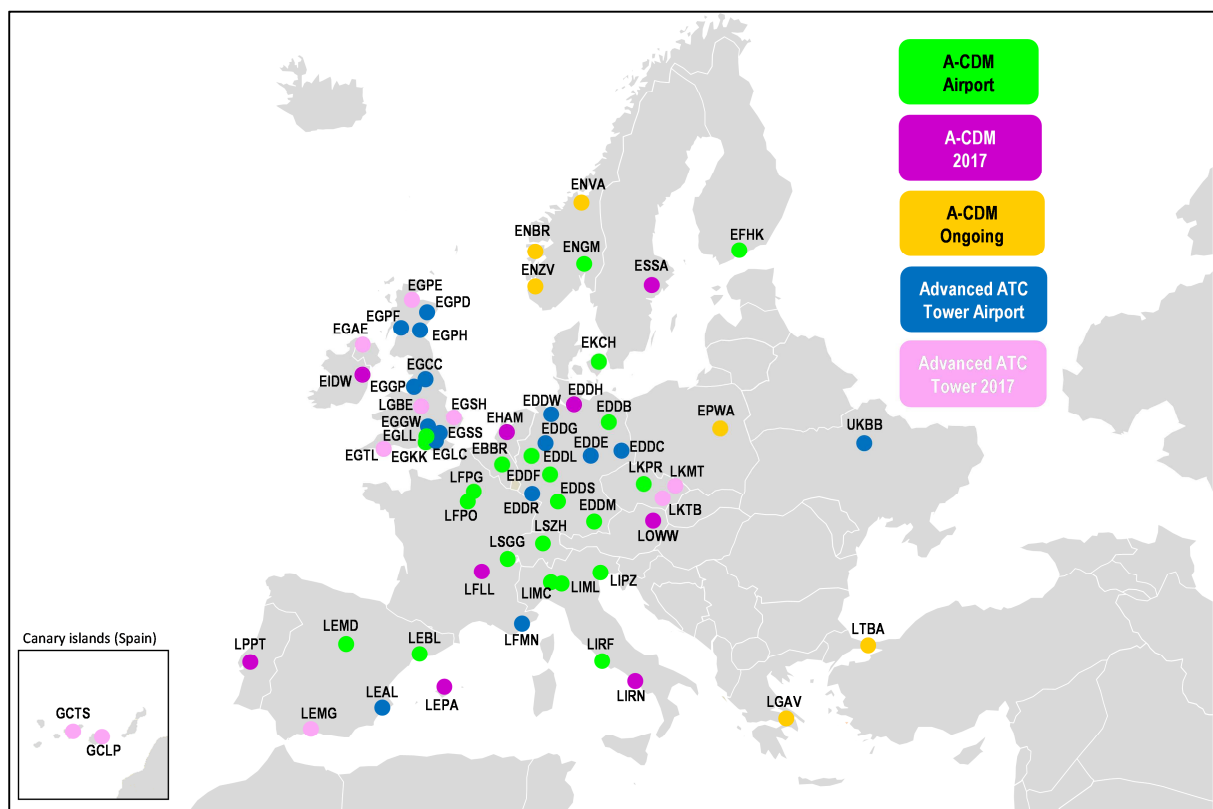 A-CDM
Airport
A-CDM
2017
A-CDM
Ongoing
Advanced ATC
Tower Airport
Advanced ATC
Tower 2017
ENVA
ENBR
ENGM
EFHK
ENZV
ESSA
EGPE
EGPD
EGPF
EGAE
EGPH
EKCH
EGCC
EIDW
EGGP
EDDH
LGBE
EGSH
EDDW
EDDB
EHAM
EPWA
UKBB
EGGW
EDDG
EGLL
EGSS
EBBR
EDDE
EDDC
EGTL
EGKK
EGLC
EDDL
LKPR
LKMT
LFPG
EDDF
EDDS
LFPO
EDDR
EDDM
LKTB
LSZH
LOWW
LSGG
LFLL
LIMC
LIML
LIPZ
Canary islands (Spain)
LPPT
LEMD
LEBL
LFMN
LIRF
LTBA
LEAL
LEPA
LIRN
LGAV
GCTS
LEMG
GCLP